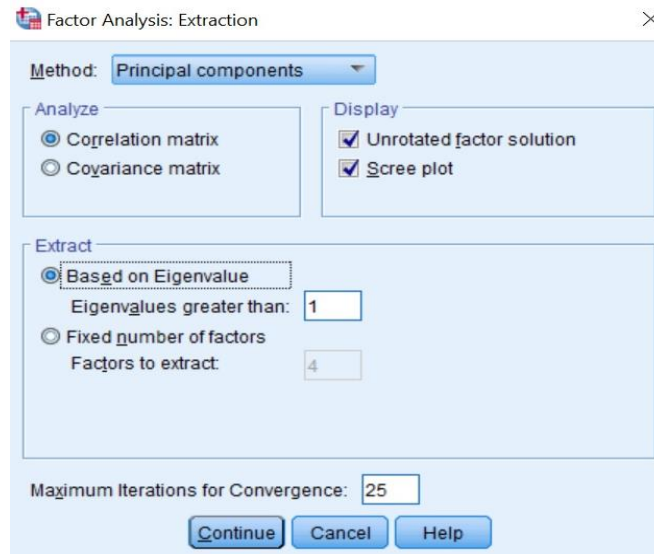 Factor Analysis: Extraction
Method: Principal components
Analyze
Correlation matrix
Covariance matrix
Display
Unrotated factor solution
Scree plot
Extract
Based on Eigenvalue
Eigenvalues greater than: 1
Fixed number of factors
Factors to extract: 4
Maximum Iterations for Convergence: 25
Continue Cancel Help